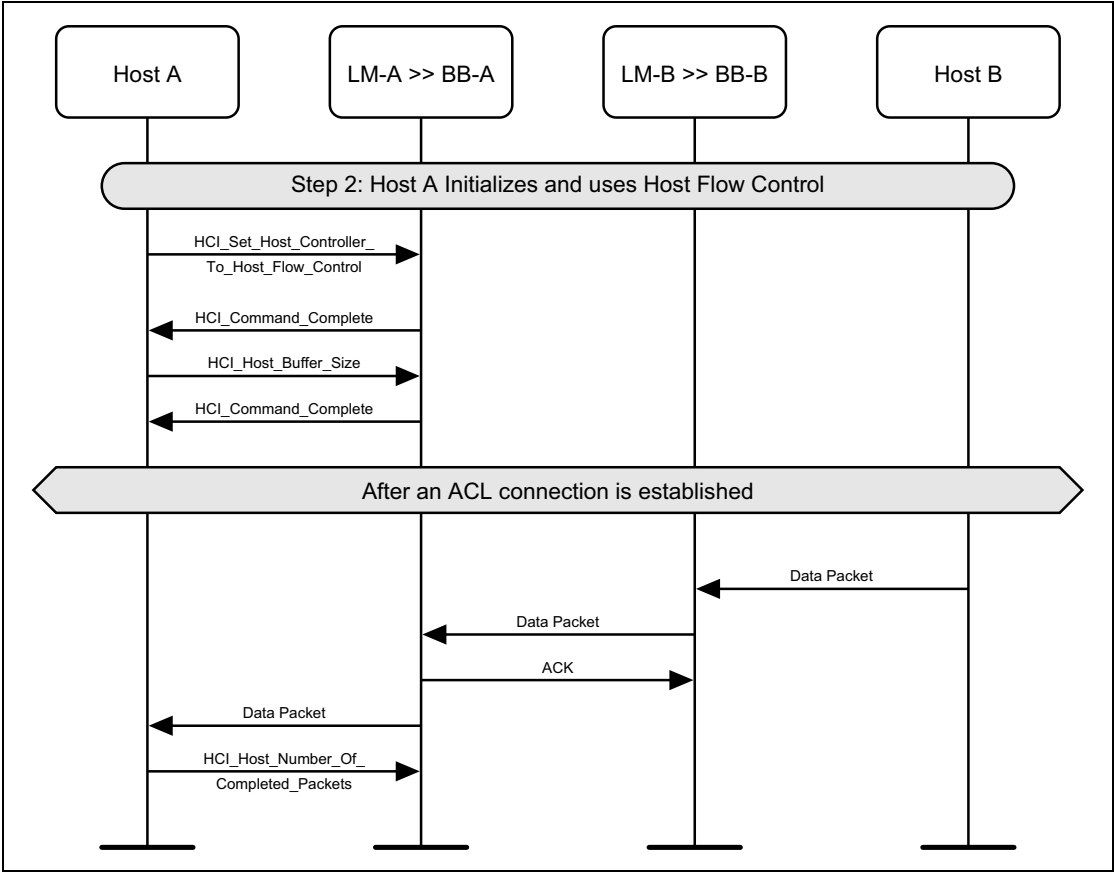 Host A
LM-A >> BB-A
LM-B >> BB-B
Host B
Step 2: Host A Initializes and uses Host Flow Control
HCI_Set_Host_Controller_
To_Host_Flow_Control
HCI_Command_Complete
HCI_Host_Buffer_Size
HCI_Command_Complete
After an ACL connection is established
Data Packet
Data Packet
ACK
Data Packet
HCI_Host_Number_Of_
Completed_Packets